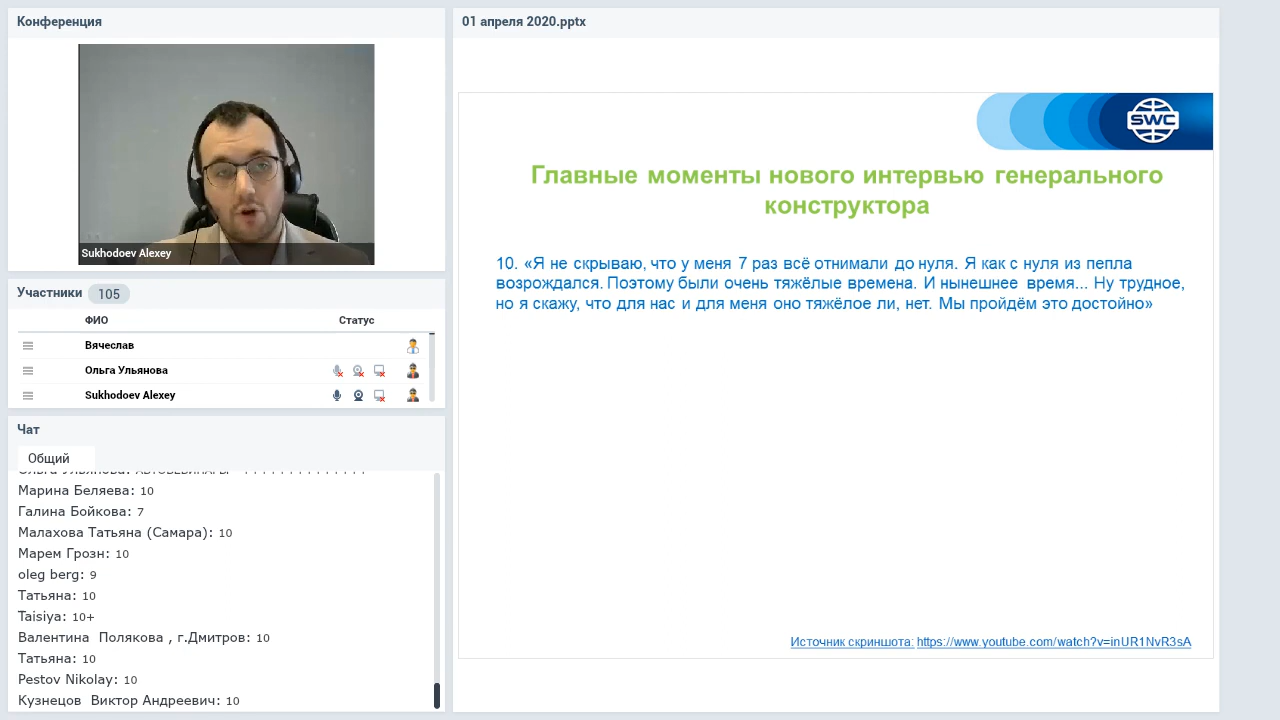 Конференция
Sukhodoev Alexey
Участники 105
ФИО Статус
Вячеслав
Ольга Ульянова
Sukhodoev Alexey
Чат
Общий
Марина Беляева: 10
Галина Бойкова: 7
Малахова Татьяна (Самара): 10
Марем Грозн: 10
oleg berg: 9
Татьяна: 10
Taisiya: 10+
Валентина Полякова , г.Дмитров: 10
Татьяна: 10
Pestov Nikolay: 10
Кузнецов Виктор Андреевич: 10
01 апреля 2020.pptx
SWC
Главные моменты нового интервью генерального
конструктора
10. «Я не скрываю, что у меня 7 раз всё отнимали до нуля. Я как с нуля из пепла
возрождался. Поэтому были очень тяжёлые времена. И нынешнее время... Ну трудное,
но я скажу, что для нас и для меня оно тяжёлое ли, нет. Мы пройдём это достойно»
Источник скриншота: https://www.youtube.com/watch?v=inUR1NvR3sA